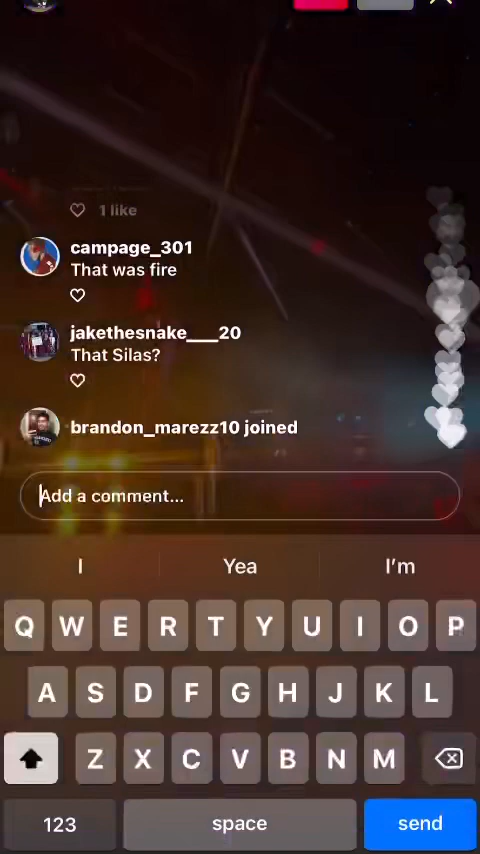 1 like
campage_301
That was fire
jakethesnake___20
That Silas?
brandon_marezz10 joined
Add a comment...
I Yea I'm
Q W E R T Y U I O P
A S D F G H J K L
Z X C V B N M
123 space send